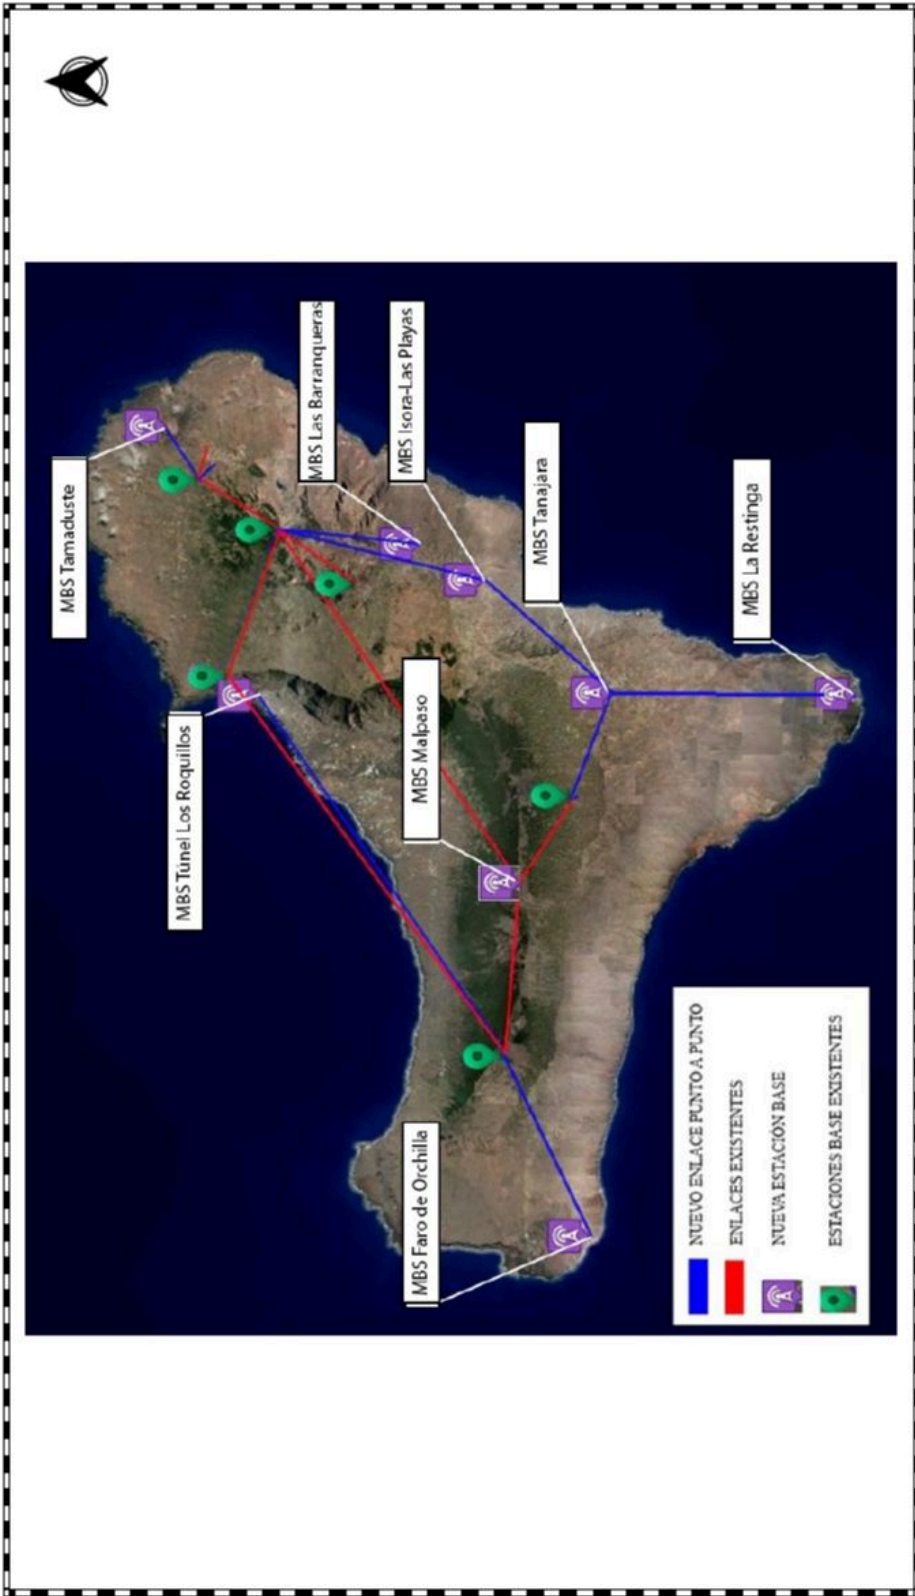 MBS Tamaduste
MBS Las Barranqueras
MBS Isora-Las Playas
MBS Túnel Los Roquillos
MBS Tanajara
MBS Malpaso
MBS La Restinga
MBS Faro de Orchilla
NUEVO ENLACE PUNTO A PUNTO
ENLACES EXISTENTES
NUEVA ESTACIÓN BASE
ESTACIONES BASE EXISTENTES